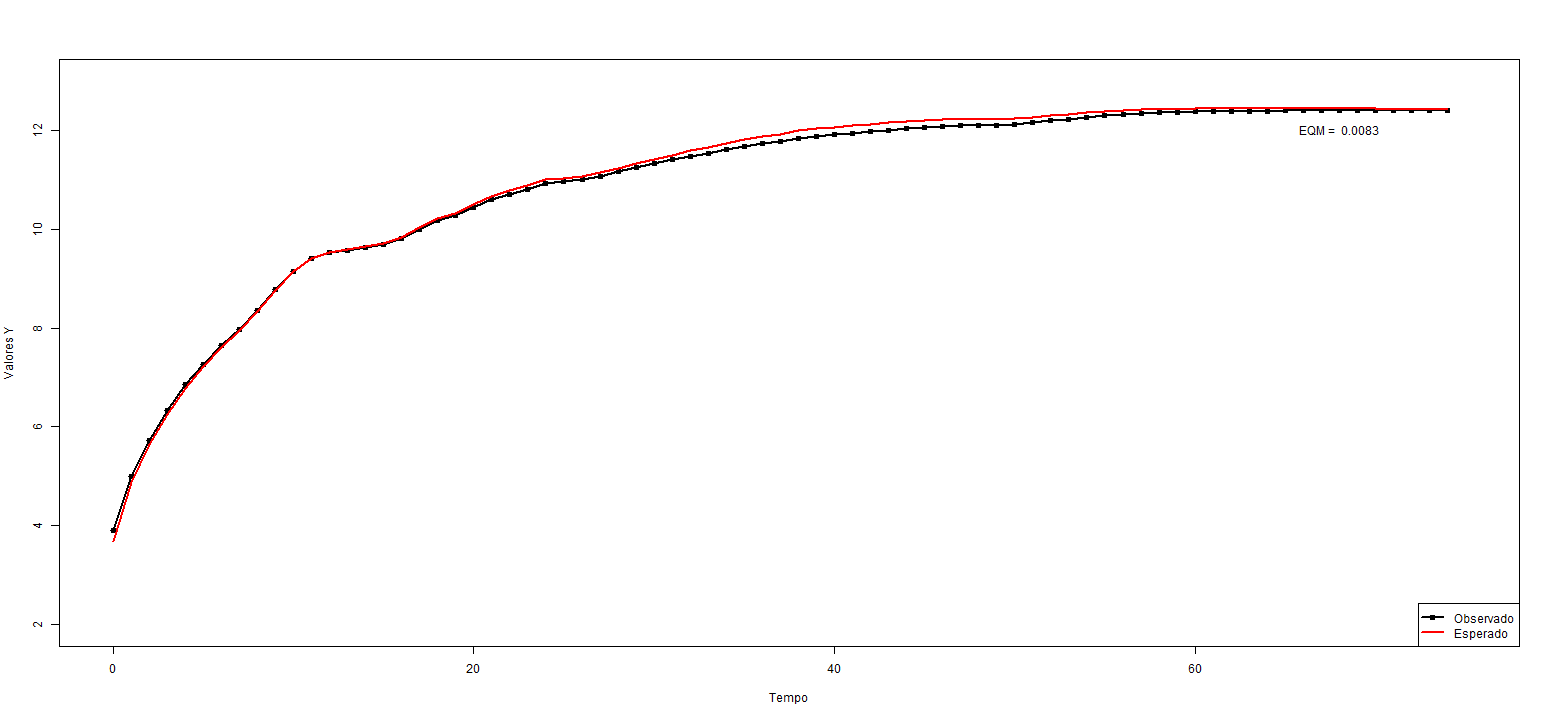 Valores Y
12
10
8
6
4
2
EQM = 0.0083
Observado
Esperado
0 20 40 60
Tempo